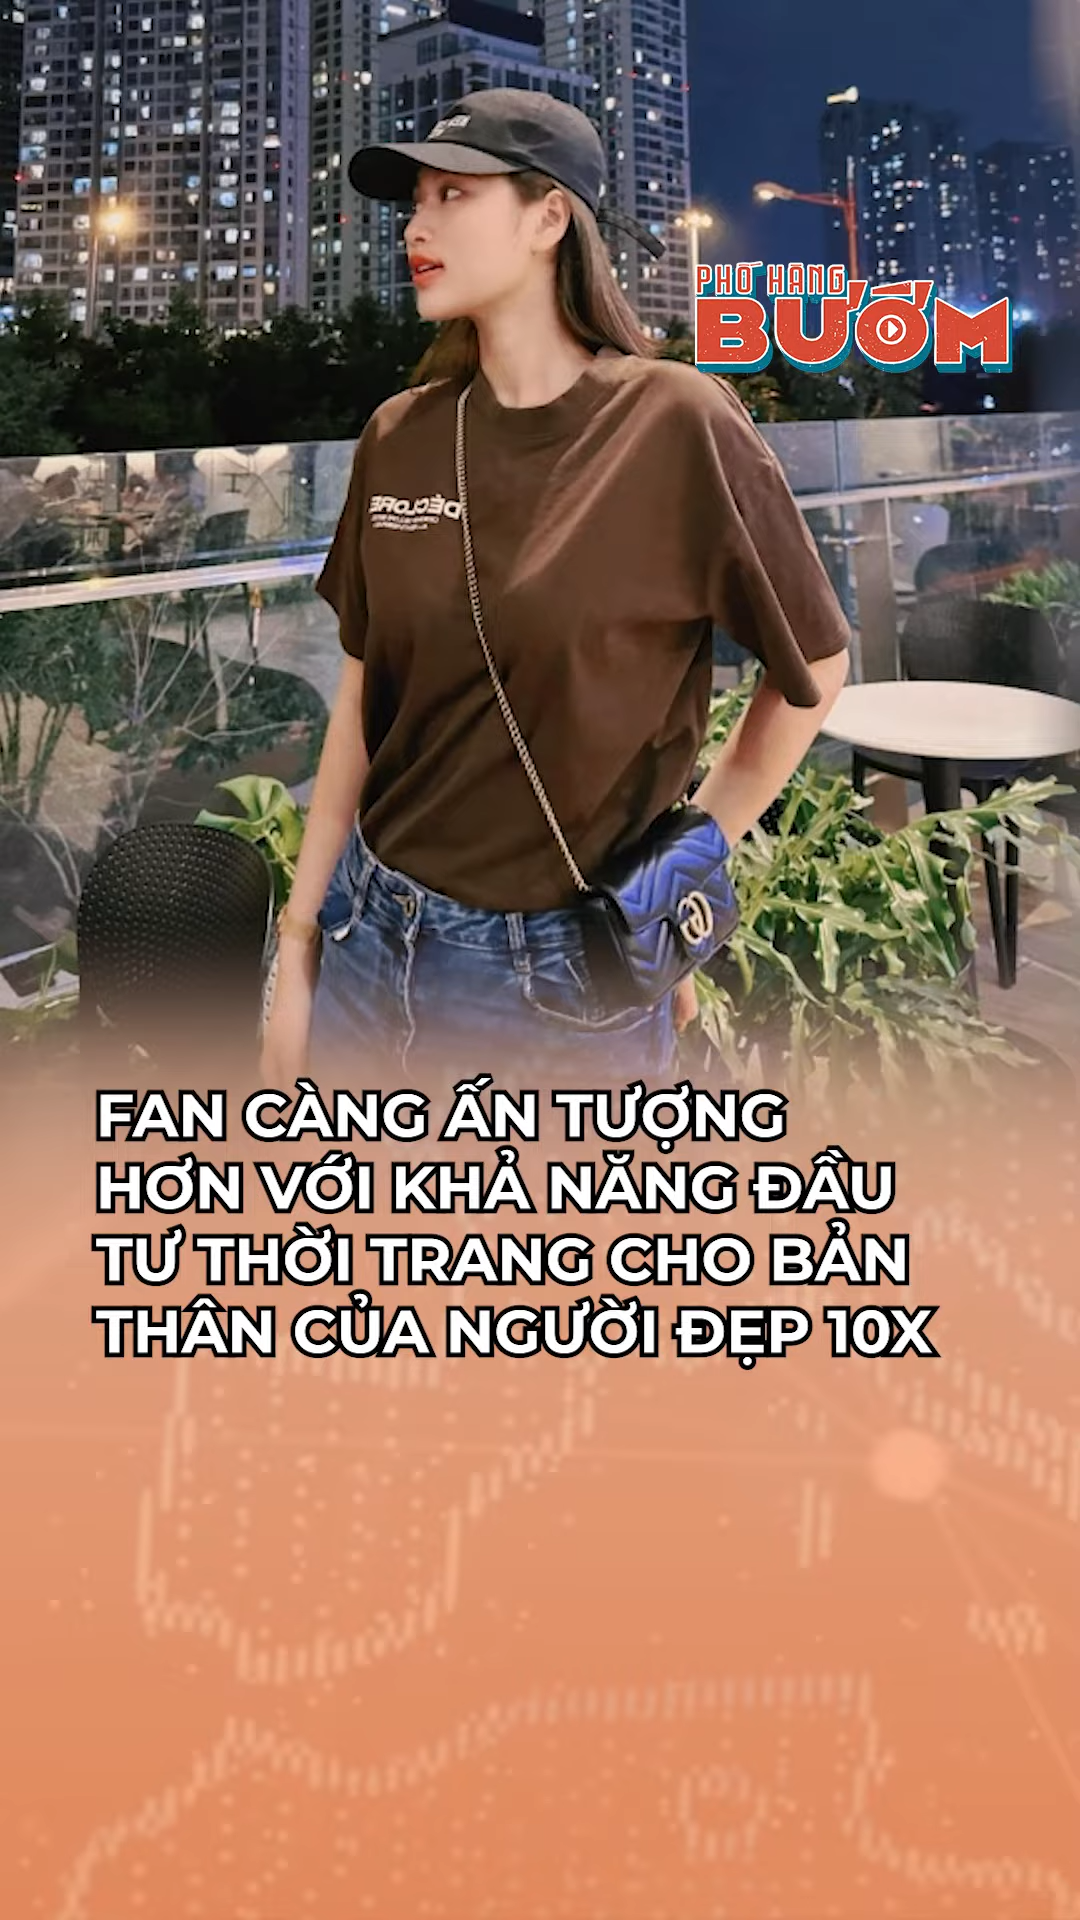 PHỐ HÀNG
BƯỚM
DÉCLORE
FAN CÀNG ẤN TƯỢNG
HƠN VỚI KHẢ NĂNG ĐẦU
TƯ THỜI TRANG CHO BẢN
THÂN CỦA NGƯỜI ĐẸP 10X